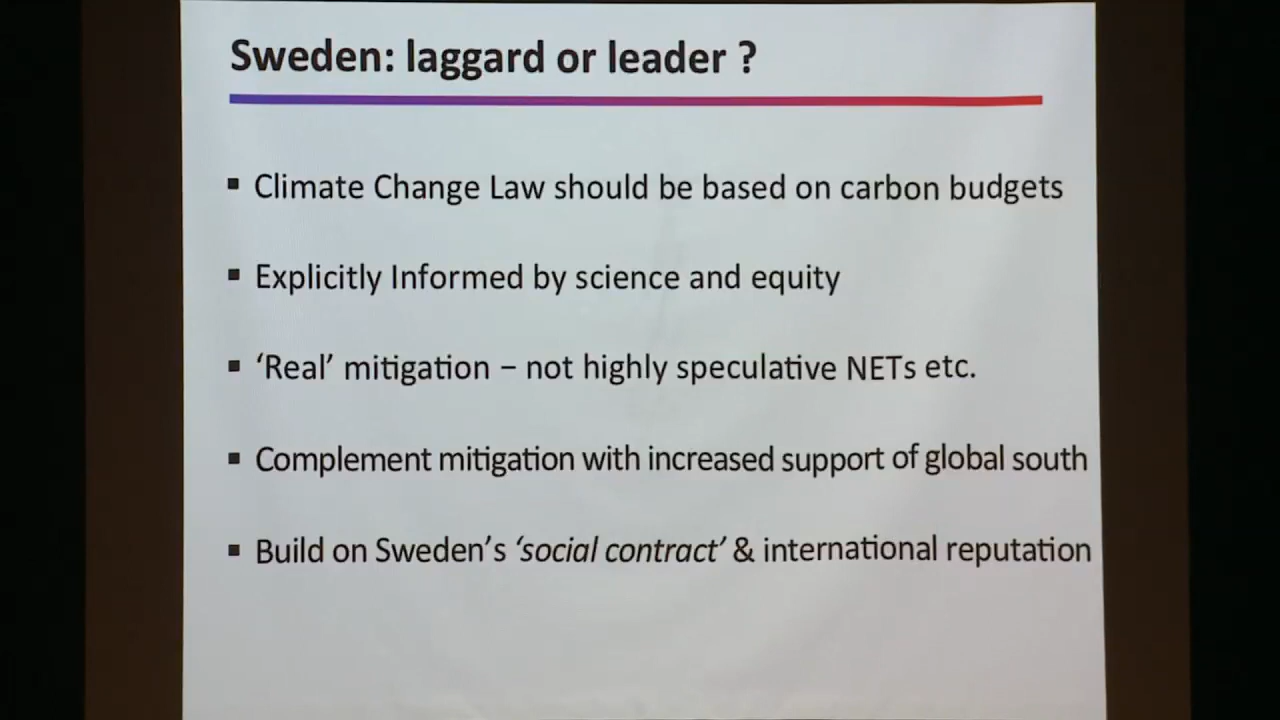 Sweden: laggard or leader ?
▪ Climate Change Law should be based on carbon budgets
▪ Explicitly Informed by science and equity
▪ ‘Real’ mitigation – not highly speculative NETs etc.
▪ Complement mitigation with increased support of global south
▪ Build on Sweden’s ‘social contract’ & international reputation